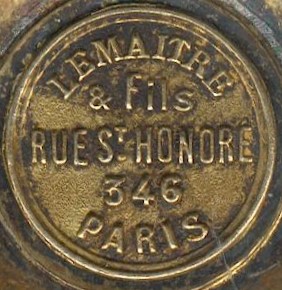 LEMAITRE
& fils
RUE ST. HONORÉ
346
PARIS